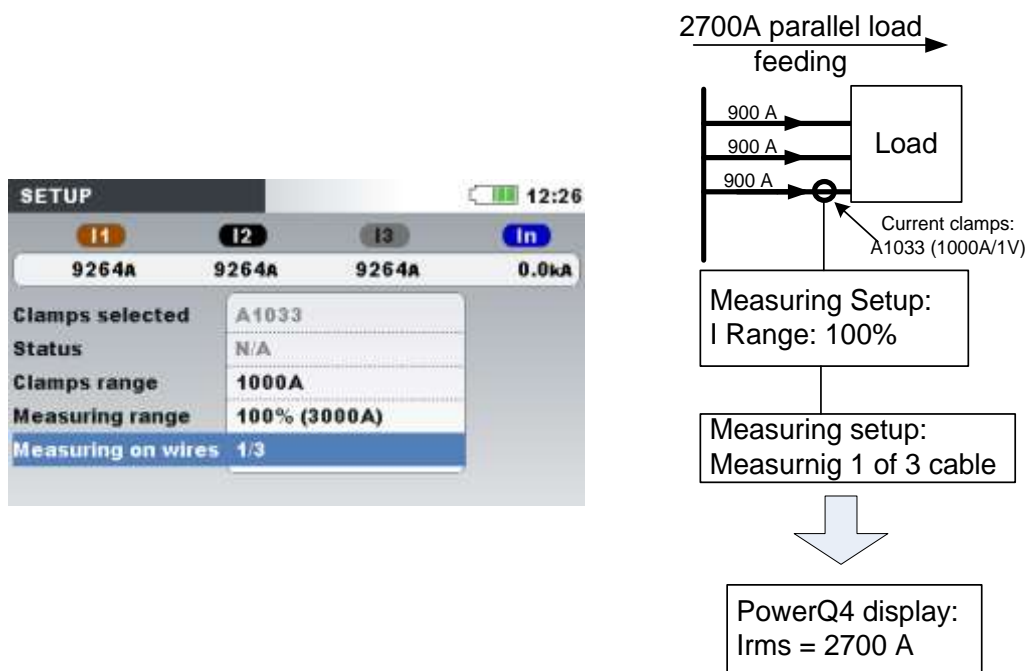 SETUP 12:26
I1 I2 I3 In
9264A 9264A 9264A 0.0kA
Clamps selected A1033
Status N/A
Clamps range 1000A
Measuring range 100% (3000A)
Measuring on wires 1/3
2700A parallel load
feeding
900 A
900 A
900 A
Load
Current clamps:
A1033 (1000A/1V)
Measuring Setup:
I Range: 100%
Measuring setup:
Measurnig 1 of 3 cable
PowerQ4 display:
Irms = 2700 A